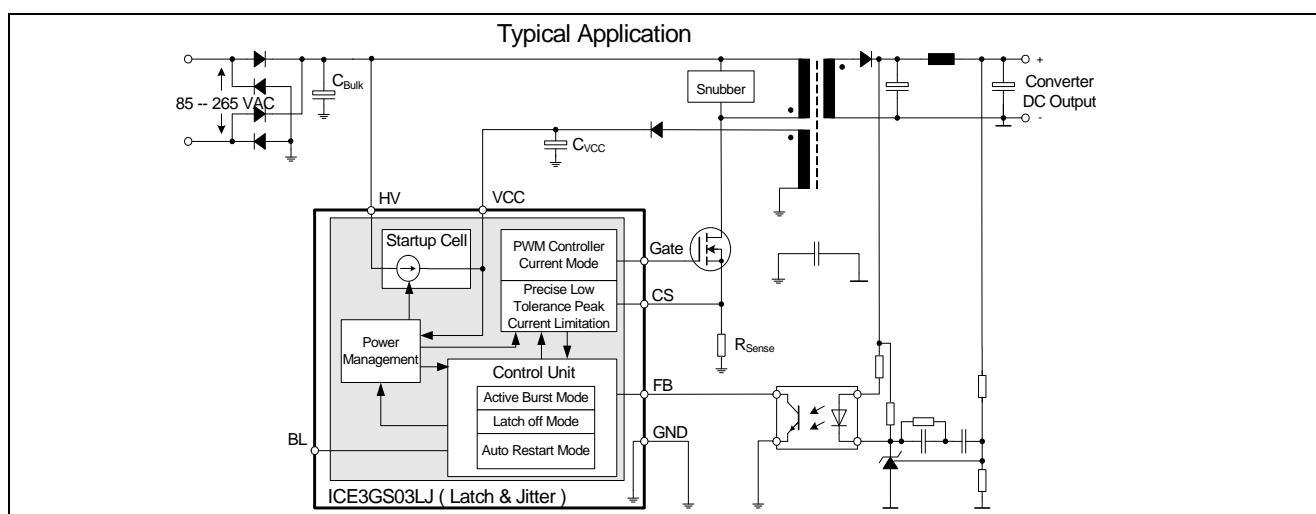 Typical Application
+
Converter
DC Output
-
85 -- 265 VAC
CBulk
Snubber
CVCC
HV
VCC
Startup Cell
PWM Controller
Current Mode
Precise Low
Tolerance Peak
Current Limitation
Gate
CS
RSense
Power
Management
Control Unit
Active Burst Mode
Latch off Mode
Auto Restart Mode
FB
GND
BL
ICE3GS03LJ ( Latch & Jitter )